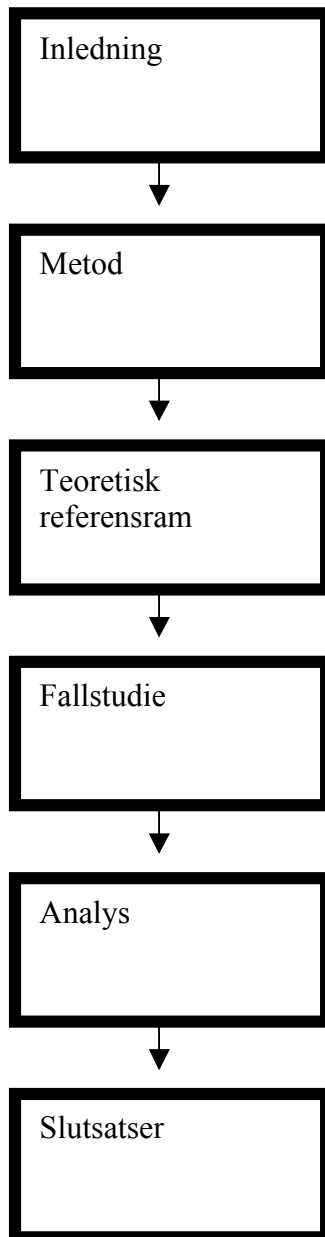 Inledning
Metod
Teoretisk
referensram
Fallstudie
Analys
Slutsatser